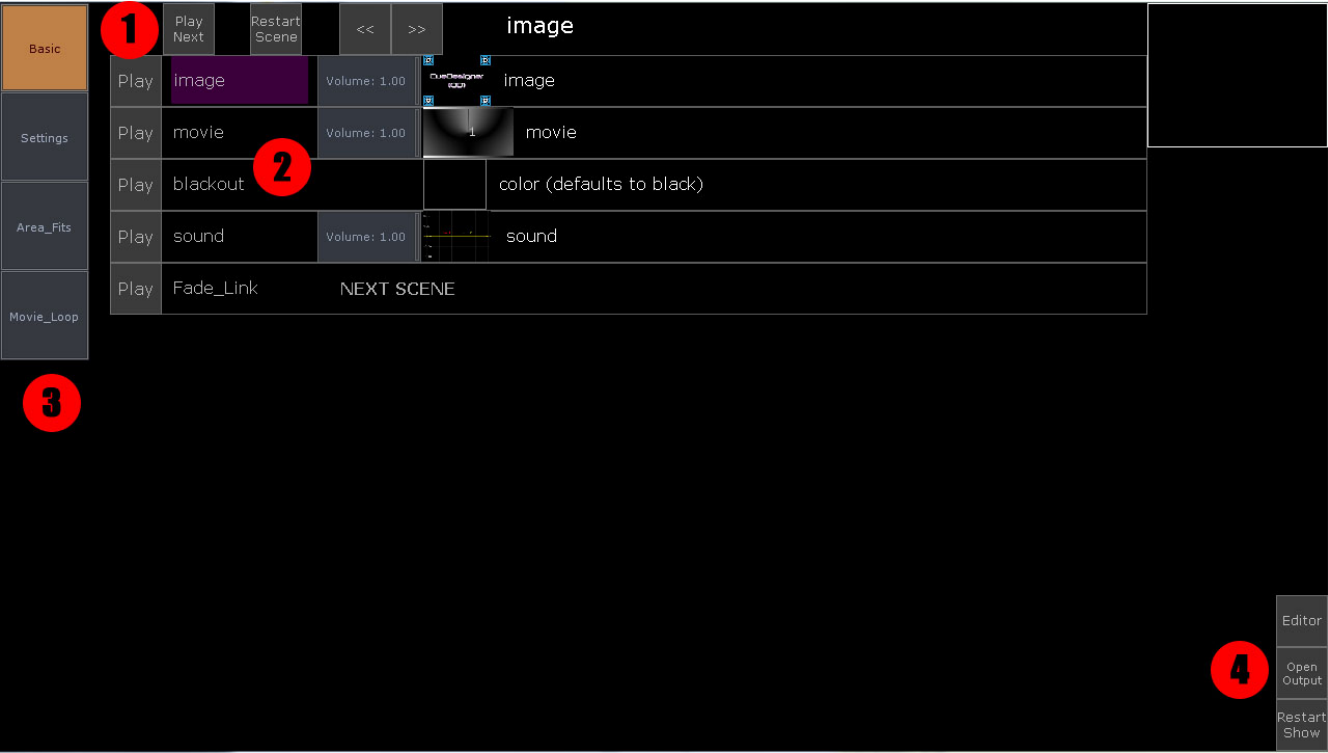 Basic
Settings
Area_Fits
Movie_Loop
3
1
Play
Next
Restart
Scene
<<
>>
image
Play image Volume: 1.00 CueDesigner image
Play movie Volume: 1.00 1 movie
2
Play blackout color (defaults to black)
Play sound Volume: 1.00 sound
Play Fade_Link NEXT SCENE
4
Editor
Open
Output
Restart
Show